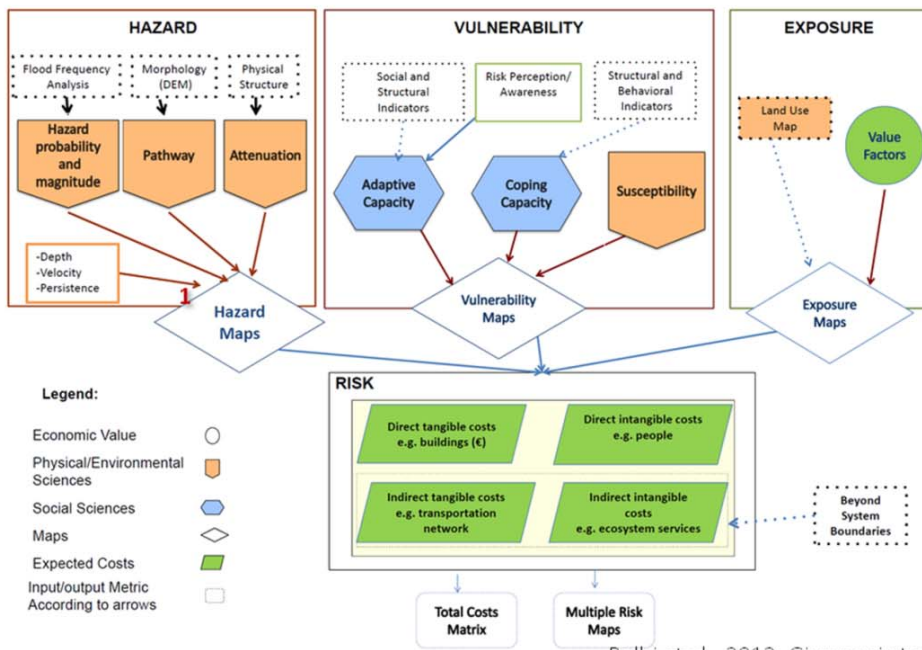 HAZARD
Flood Frequency
Analysis
Morphology
(DEM)
Physical
Structure
Hazard
probability
and
magnitude
Pathway
Attenuation
-Depth
-Velocity
-Persistence
1
Hazard
Maps
VULNERABILITY
Social and
Structural
Indicators
Risk Perception/
Awareness
Structural and
Behavioral
Indicators
Adaptive
Capacity
Coping
Capacity
Susceptibility
Vulnerability
Maps
EXPOSURE
Land Use
Map
Value
Factors
Exposure
Maps
RISK
Direct tangible costs
e.g. buildings (€)
Direct intangible costs
e.g. people
Indirect tangible costs
e.g. transportation
network
Indirect intangible
costs
e.g. ecosystem services
Beyond
System
Boundaries
Total Costs
Matrix
Multiple Risk
Maps
Legend:
Economic Value
Physical/Environmental
Sciences
Social Sciences
Maps
Expected Costs
Input/output Metric
According to arrows